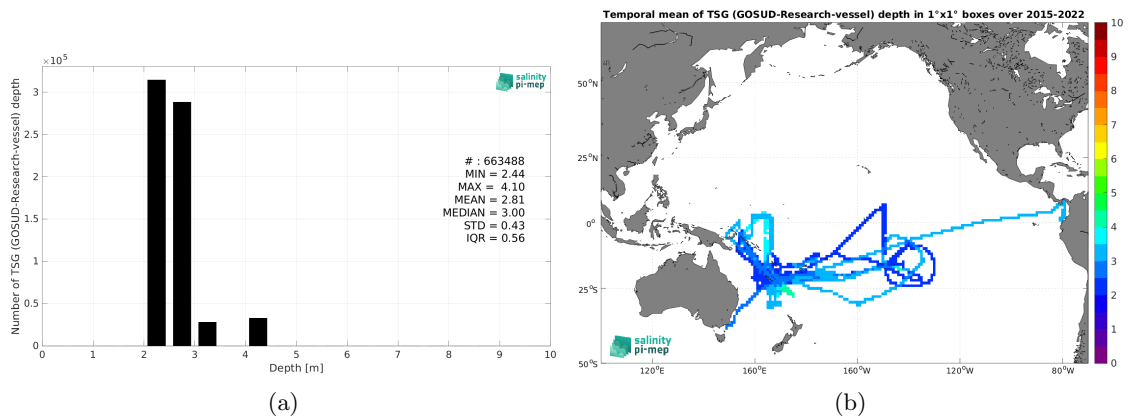 ×10⁵
3
2.5
2
1.5
1
0.5
0
Number of TSG (GOSUD-Research-vessel) depth
salinity
pi-mep
# : 663488
MIN = 2.44
MAX = 4.10
MEAN = 2.81
MEDIAN = 3.00
STD = 0.43
IQR = 0.56
0 1 2 3 4 5 6 7 8 9 10
Depth [m]
(a)
Temporal mean of TSG (GOSUD-Research-vessel) depth in 1°x1° boxes over 2015-2022
50°N
25°N
0°
25°S
50°S
120°E 160°E 160°W 120°W 80°W
salinity
pi-mep
10
9
8
7
6
5
4
3
2
1
0
(b)